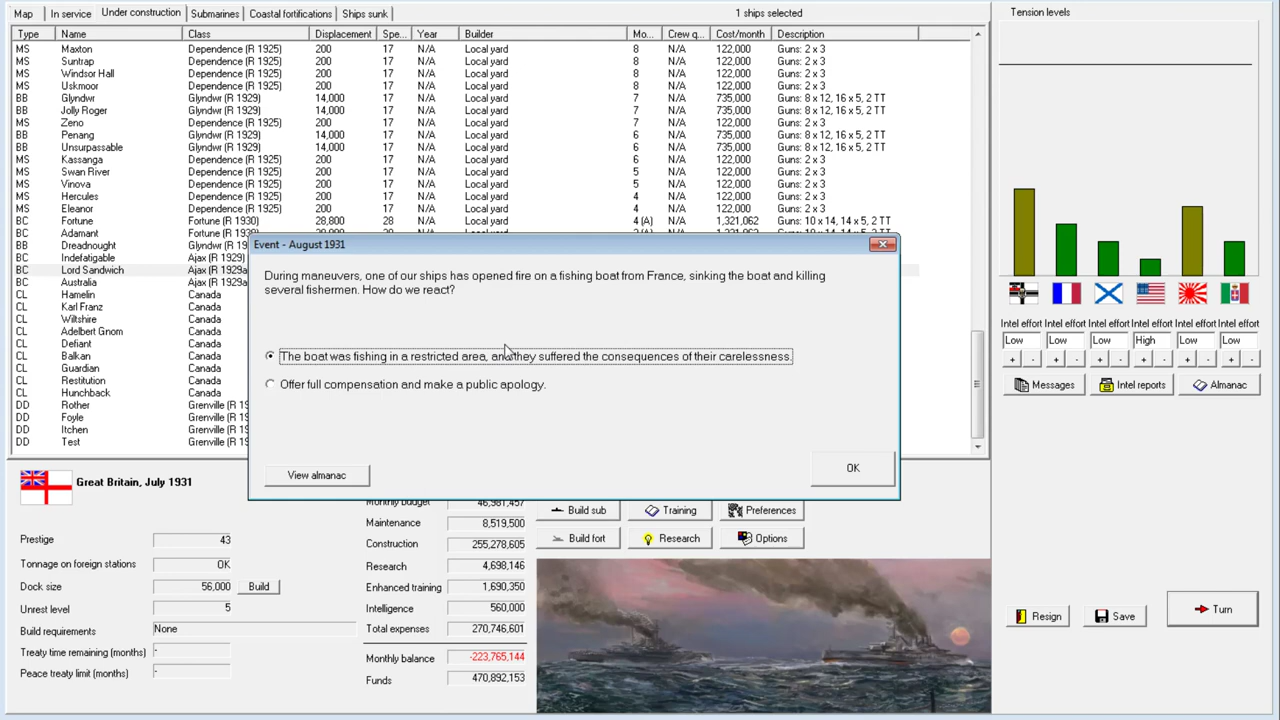 Map In service Under construction Submarines Coastal fortifications Ships sunk 1 ships selected Tension levels
Type Name Class Displacement Spe... Year Builder Mo... Crew q... Cost/month Description
MS Maxton Dependence (R 1925) 200 17 N/A Local yard 8 N/A 122,000 Guns: 2 x 3
MS Suntrap Dependence (R 1925) 200 17 N/A Local yard 8 N/A 122,000 Guns: 2 x 3
MS Windsor Hall Dependence (R 1925) 200 17 N/A Local yard 8 N/A 122,000 Guns: 2 x 3
MS Uskmoor Dependence (R 1925) 200 17 N/A Local yard 8 N/A 122,000 Guns: 2 x 3
BB Glyndwr Glyndwr (R 1929) 14,000 17 N/A Local yard 7 N/A 735,000 Guns: 8 x 12, 16 x 5, 2 TT
BB Jolly Roger Glyndwr (R 1929) 14,000 17 N/A Local yard 7 N/A 735,000 Guns: 8 x 12, 16 x 5, 2 TT
MS Zeno Dependence (R 1925) 200 17 N/A Local yard 7 N/A 122,000 Guns: 2 x 3
BB Penang Glyndwr (R 1929) 14,000 17 N/A Local yard 6 N/A 735,000 Guns: 8 x 12, 16 x 5, 2 TT
BB Unsurpassable Glyndwr (R 1929) 14,000 17 N/A Local yard 6 N/A 735,000 Guns: 8 x 12, 16 x 5, 2 TT
MS Kassanga Dependence (R 1925) 200 17 N/A Local yard 6 N/A 122,000 Guns: 2 x 3
MS Swan River Dependence (R 1925) 200 17 N/A Local yard 5 N/A 122,000 Guns: 2 x 3
MS Vinova Dependence (R 1925) 200 17 N/A Local yard 5 N/A 122,000 Guns: 2 x 3
MS Hercules Dependence (R 1925) 200 17 N/A Local yard 4 N/A 122,000 Guns: 2 x 3
MS Eleanor Dependence (R 1925) 200 17 N/A Local yard 4 N/A 122,000 Guns: 2 x 3
BC Fortune Fortune (R 1930) 28,800 28 N/A Local yard 4 (A) N/A 1,321,062 Guns: 10 x 14, 14 x 5, 2 TT
BC Adamant
BB Dreadnought Glyndwr (R 1929)
BC Indefatigable Ajax (R 1929)
BC Lord Sandwich Ajax (R 1929a
BC Australia Ajax (R 1929a
CL Hamelin Canada
CL Karl Franz Canada
CL Wiltshire Canada
CL Adelbert Gnom Canada
CL Defiant Canada
CL Balkan Canada
CL Guardian Canada
CL Restitution Canada
CL Hunchback Canada
DD Rother Grenville (R 19
DD Foyle Grenville (R 19
DD Itchen Grenville (R 19
DD Test Grenville (R 19
Event - August 1931
During maneuvers, one of our ships has opened fire on a fishing boat from France, sinking the boat and killing
several fishermen. How do we react?
The boat was fishing in a restricted area, and they suffered the consequences of their carelessness.
Offer full compensation and make a public apology.
View almanac OK
Intel effort Intel effort Intel effort Intel effort Intel effort Intel effort
Low Low Low High Low Low
+ - + - + - + - + - + -
Messages Intel reports Almanac
Great Britain, July 1931
Prestige 43
Tonnage on foreign stations OK
Dock size 56,000 Build
Unrest level 5
Build requirements None
Treaty time remaining (months) -
Peace treaty limit (months) -
Monthly budget 46,981,457
Maintenance 8,519,500
Construction 255,278,605
Research 4,698,146
Enhanced training 1,690,350
Intelligence 560,000
Total expenses 270,746,601
Monthly balance -223,765,144
Funds 470,892,153
Build sub Training Preferences
Build fort Research Options
Resign Save Turn